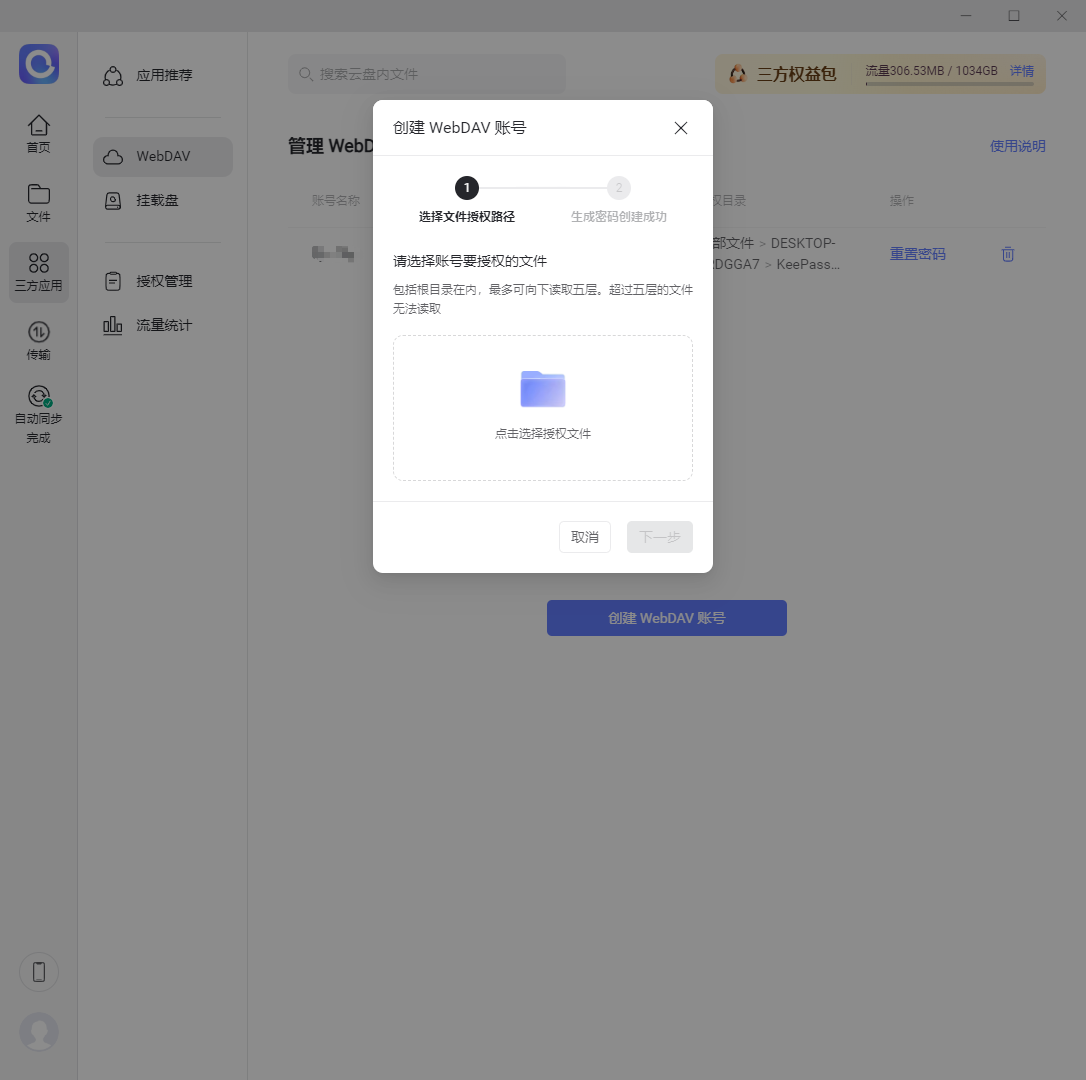 首页
文件
三方应用
传输
自动同步
完成
应用推荐
WebDAV
挂载盘
授权管理
流量统计
搜索云盘内文件
三方权益包
流量306.53MB / 1034GB 详情
管理 WebD
使用说明
账号名称
权目录
操作
部文件 > DESKTOP-
DGGA7 > KeePass...
重置密码
创建 WebDAV 账号
1
2
选择文件授权路径
生成密码创建成功
请选择账号要授权的文件
包括根目录在内，最多可向下读取五层。超过五层的文件
无法读取
点击选择授权文件
取消
下一步
创建 WebDAV 账号